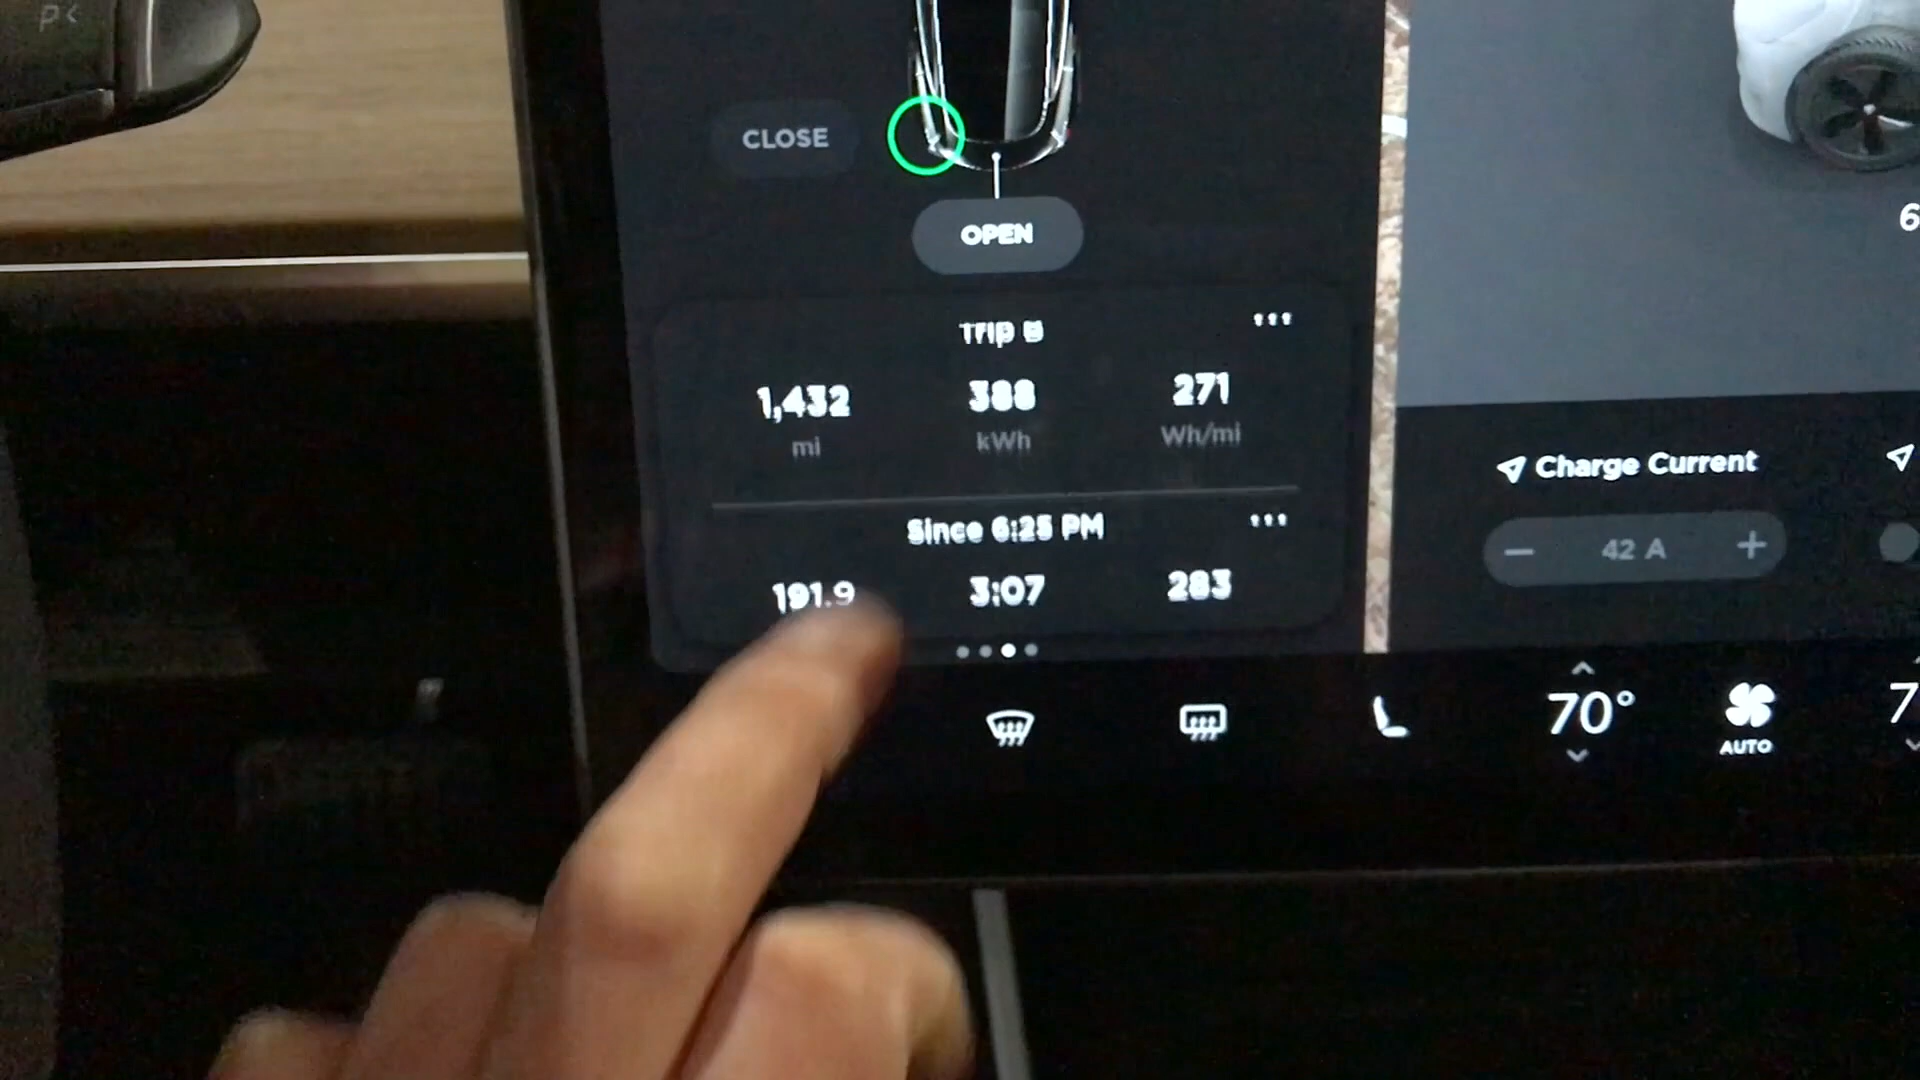 CLOSE
OPEN
Trip B
1,432 388 271
mi kWh Wh/mi
Since 6:25 PM
191.9 3:07 283
Charge Current
42 A
70°
AUTO